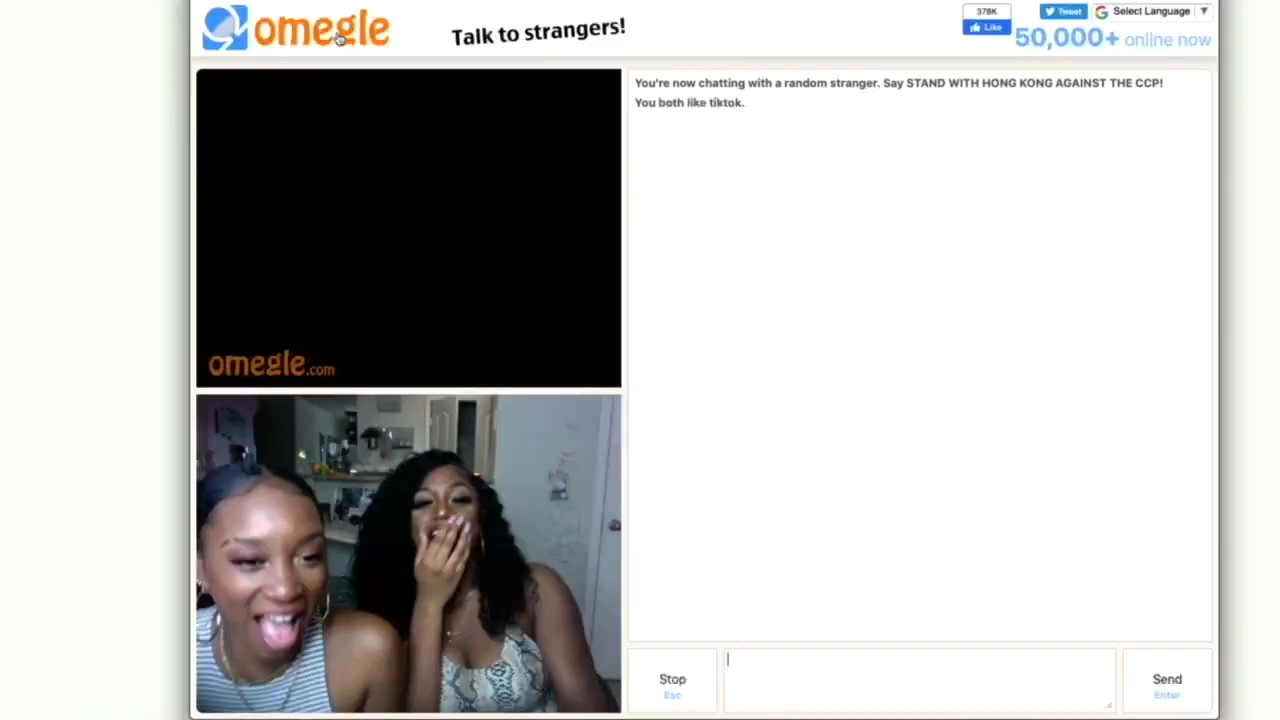 omegle
Talk to strangers!
378K
Like
Tweet
G Select Language ▼
50,000+ online now
You're now chatting with a random stranger. Say STAND WITH HONG KONG AGAINST THE CCP!
You both like tiktok.
omegle.com
Stop
Esc
Send
Enter